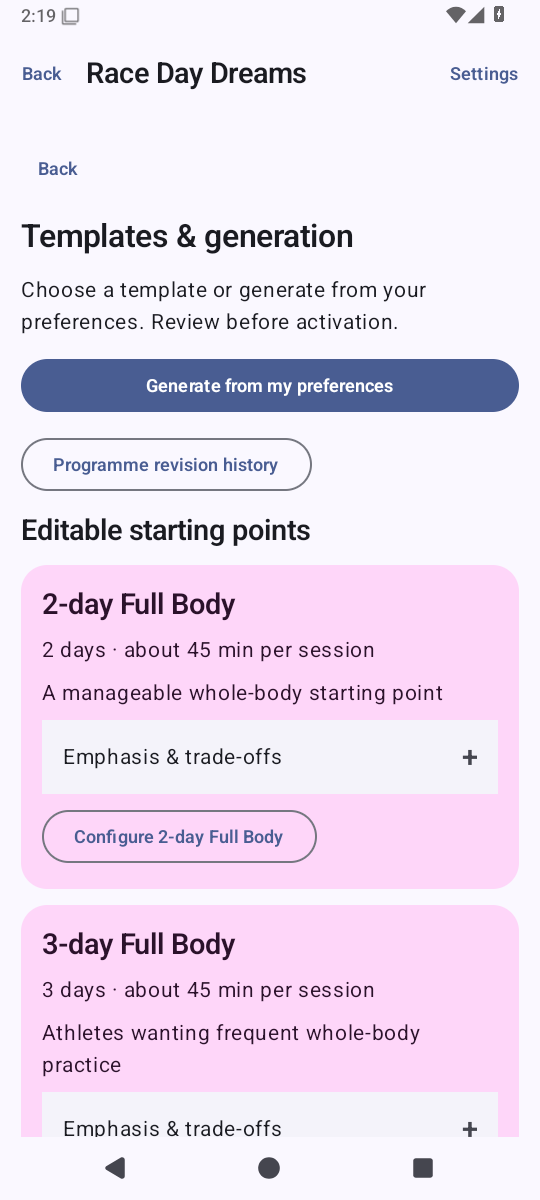 2:19
Back Race Day Dreams Settings
Back
Templates & generation
Choose a template or generate from your
preferences. Review before activation.
Generate from my preferences
Programme revision history
Editable starting points
2-day Full Body
2 days · about 45 min per session
A manageable whole-body starting point
Emphasis & trade-offs +
Configure 2-day Full Body
3-day Full Body
3 days · about 45 min per session
Athletes wanting frequent whole-body
practice
Emphasis & trade-offs +